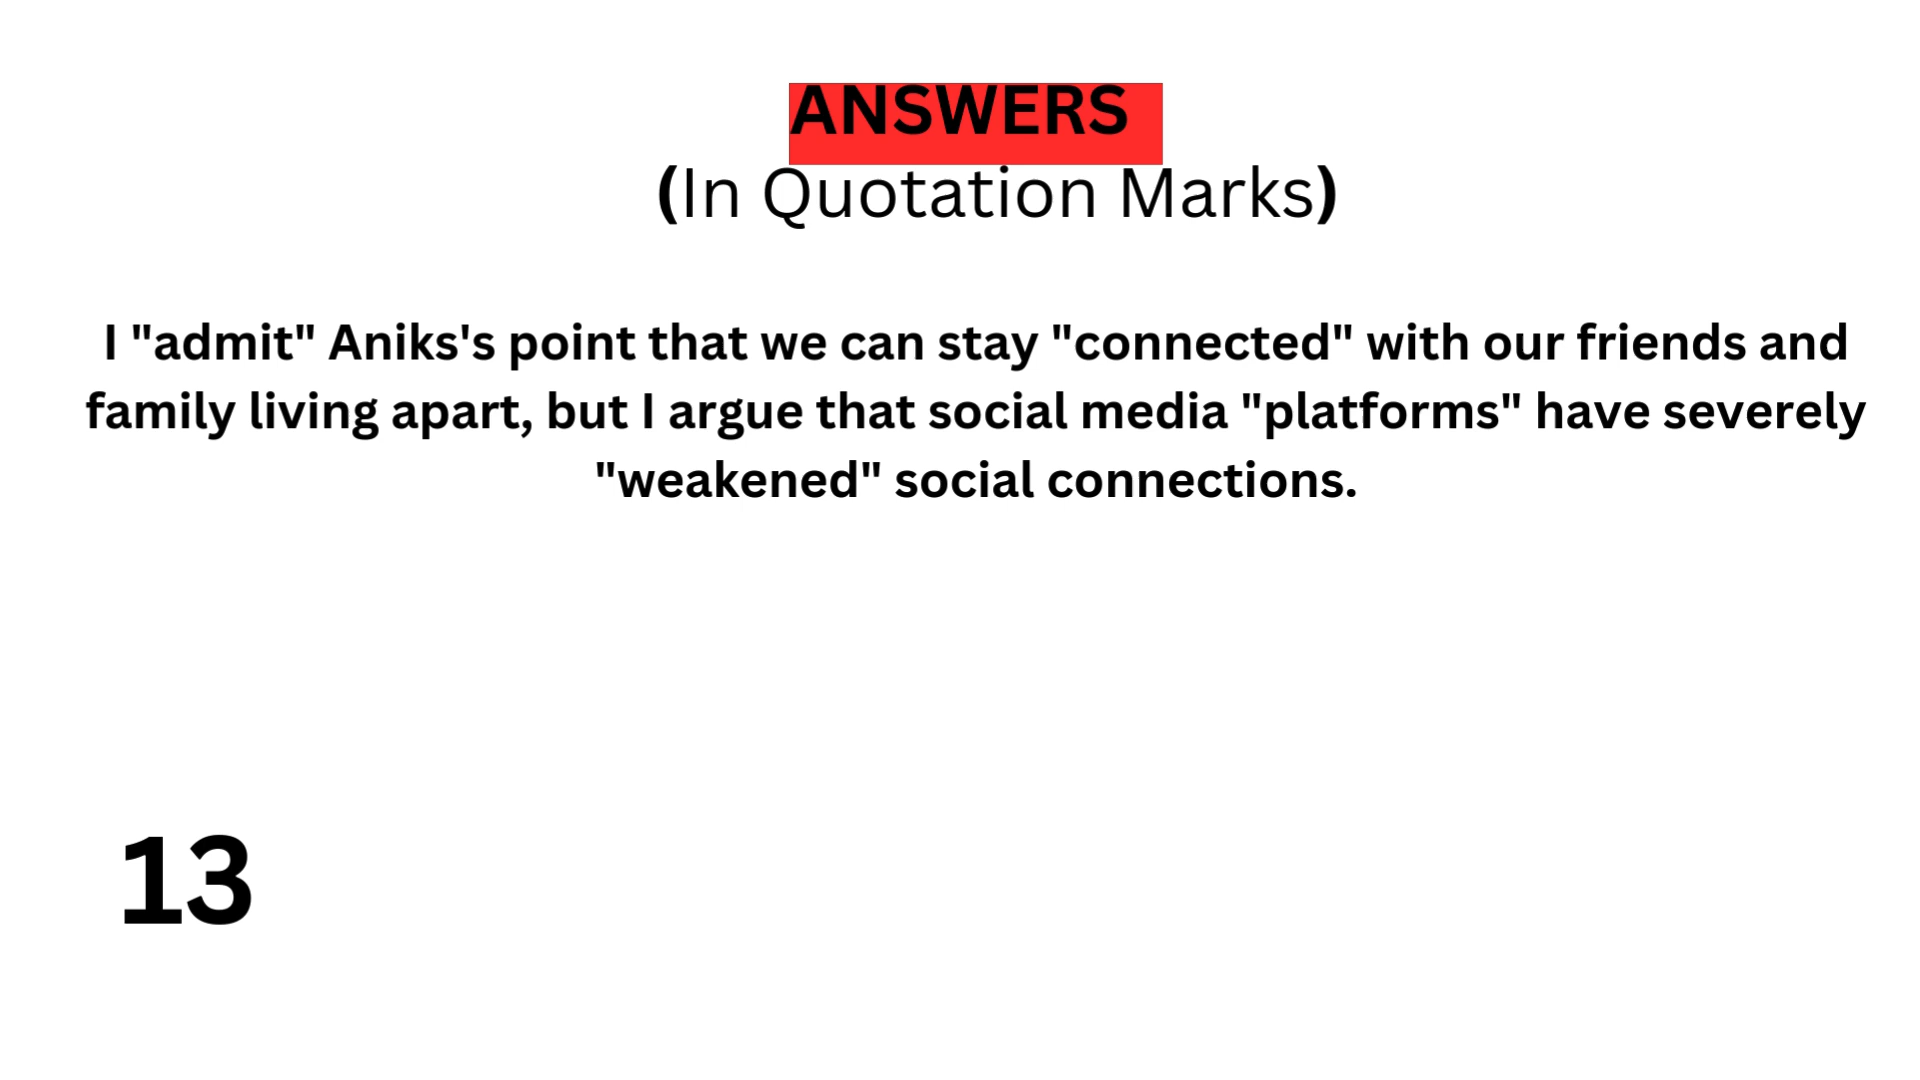 ANSWERS
(In Quotation Marks)
I "admit" Aniks's point that we can stay "connected" with our friends and
family living apart, but I argue that social media "platforms" have severely
"weakened" social connections.
13